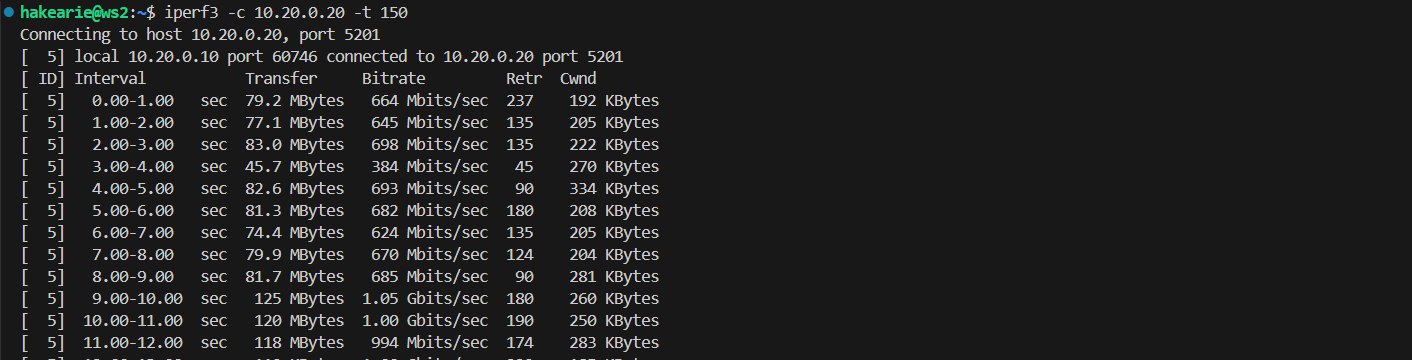 hakearie@ws2:~$ iperf3 -c 10.20.0.20 -t 150
Connecting to host 10.20.0.20, port 5201
[  5] local 10.20.0.10 port 60746 connected to 10.20.0.20 port 5201
[ ID] Interval           Transfer     Bitrate         Retr  Cwnd
[  5]   0.00-1.00   sec  79.2 MBytes   664 Mbits/sec  237    192 KBytes
[  5]   1.00-2.00   sec  77.1 MBytes   645 Mbits/sec  135    205 KBytes
[  5]   2.00-3.00   sec  83.0 MBytes   698 Mbits/sec  135    222 KBytes
[  5]   3.00-4.00   sec  45.7 MBytes   384 Mbits/sec   45    270 KBytes
[  5]   4.00-5.00   sec  82.6 MBytes   693 Mbits/sec   90    334 KBytes
[  5]   5.00-6.00   sec  81.3 MBytes   682 Mbits/sec  180    208 KBytes
[  5]   6.00-7.00   sec  74.4 MBytes   624 Mbits/sec  135    205 KBytes
[  5]   7.00-8.00   sec  79.9 MBytes   670 Mbits/sec  124    204 KBytes
[  5]   8.00-9.00   sec  81.7 MBytes   685 Mbits/sec   90    281 KBytes
[  5]   9.00-10.00  sec   125 MBytes  1.05 Gbits/sec  180    260 KBytes
[  5]  10.00-11.00  sec   120 MBytes  1.00 Gbits/sec  190    250 KBytes
[  5]  11.00-12.00  sec   118 MBytes   994 Mbits/sec  174    283 KBytes